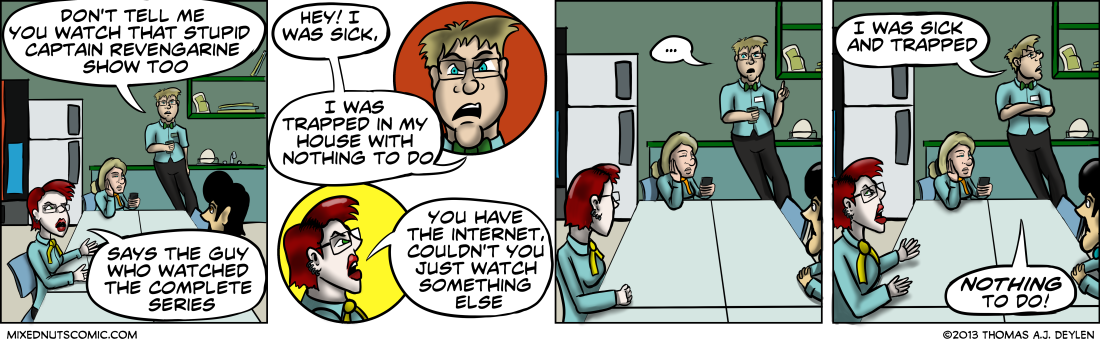 DON'T TELL ME
YOU WATCH THAT STUPID
CAPTAIN REVENGARINE
SHOW TOO
SAYS THE GUY
WHO WATCHED
THE COMPLETE
SERIES
HEY! I
WAS SICK,
I WAS
TRAPPED IN MY
HOUSE WITH
NOTHING TO DO
YOU HAVE
THE INTERNET,
COULDN'T YOU
JUST WATCH
SOMETHING
ELSE
...
I WAS SICK
AND TRAPPED
NOTHING
TO DO!
MIXEDNUTSCOMIC.COM
©2013 THOMAS A.J. DEYLEN